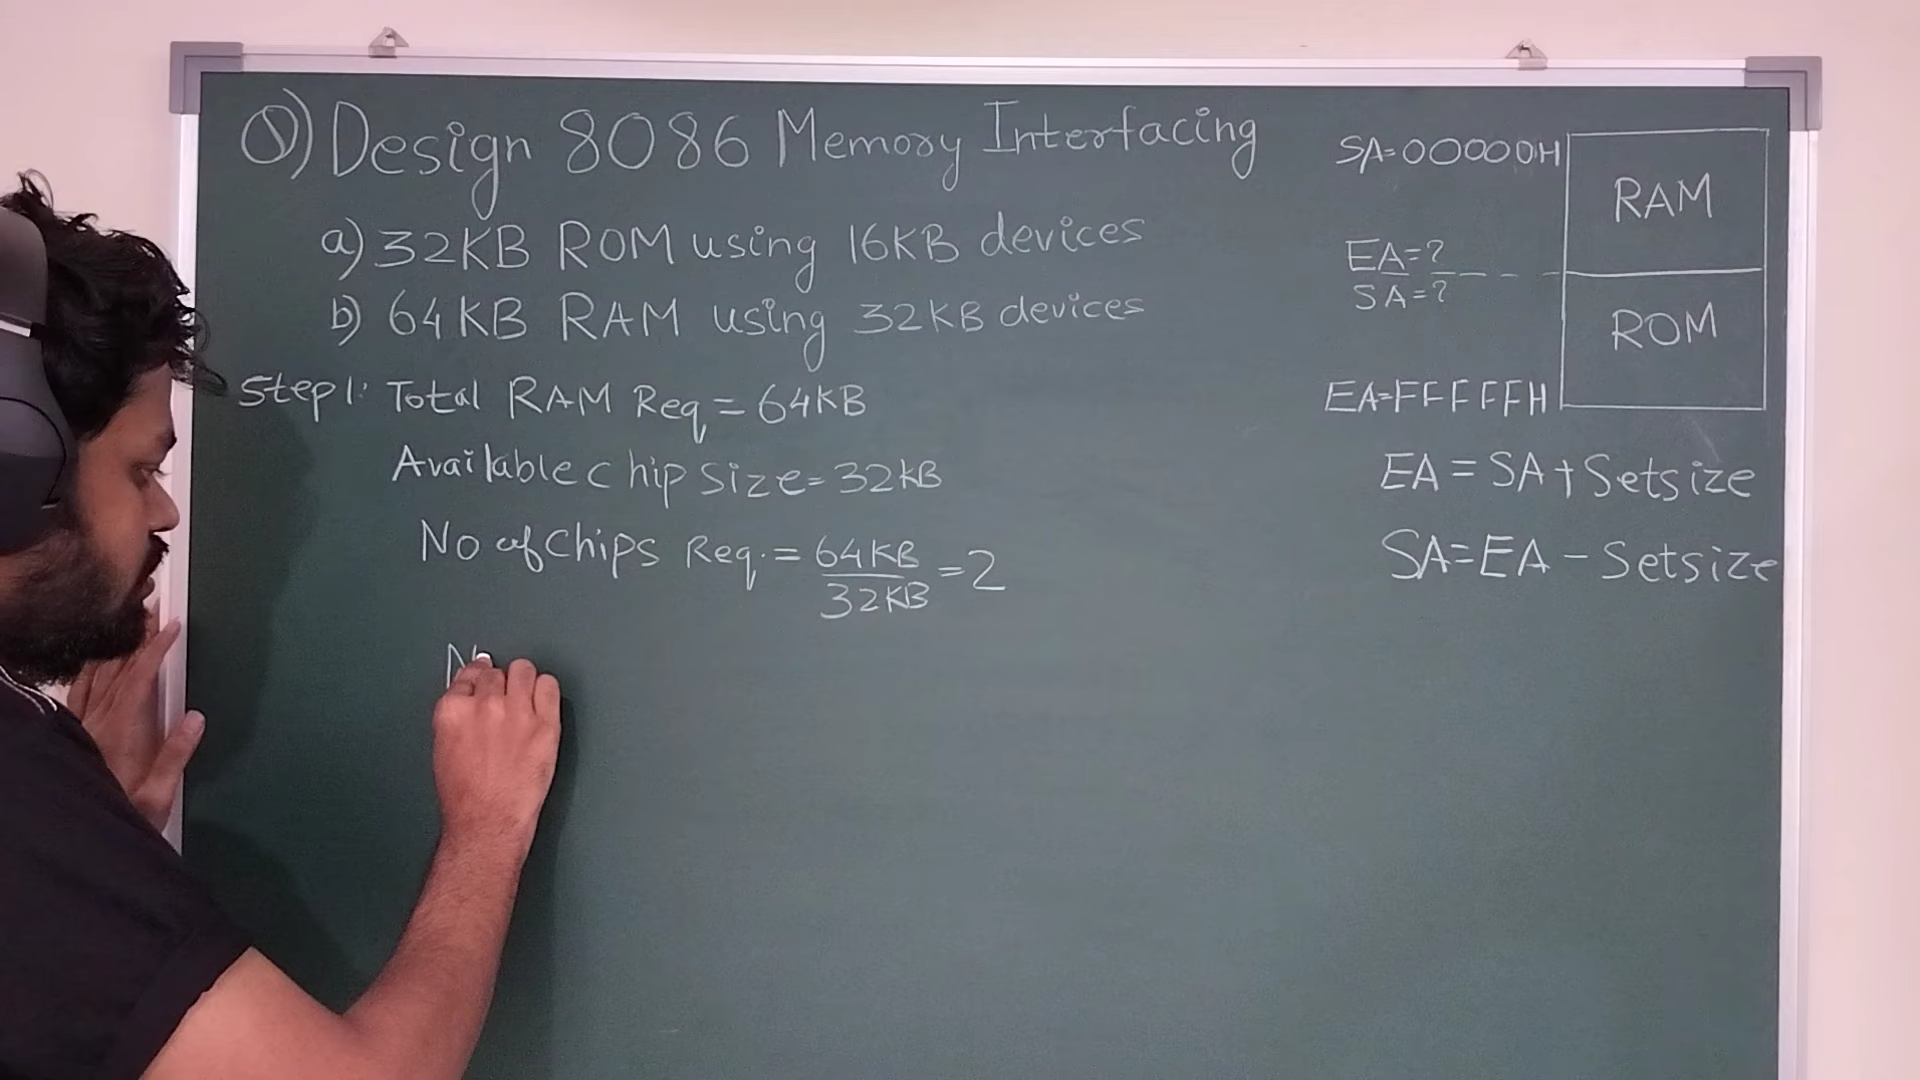 Q) Design 8086 Memory Interfacing
a) 32KB ROM using 16KB devices
b) 64KB RAM using 32KB devices
Step1: Total RAM Req = 64KB
Available chip size = 32KB
No of Chips Req. = 64KB / 32KB = 2
N
SA=00000H
RAM
EA=?
SA=?
ROM
EA=FFFFFH
EA = SA + Setsize
SA = EA - Setsize